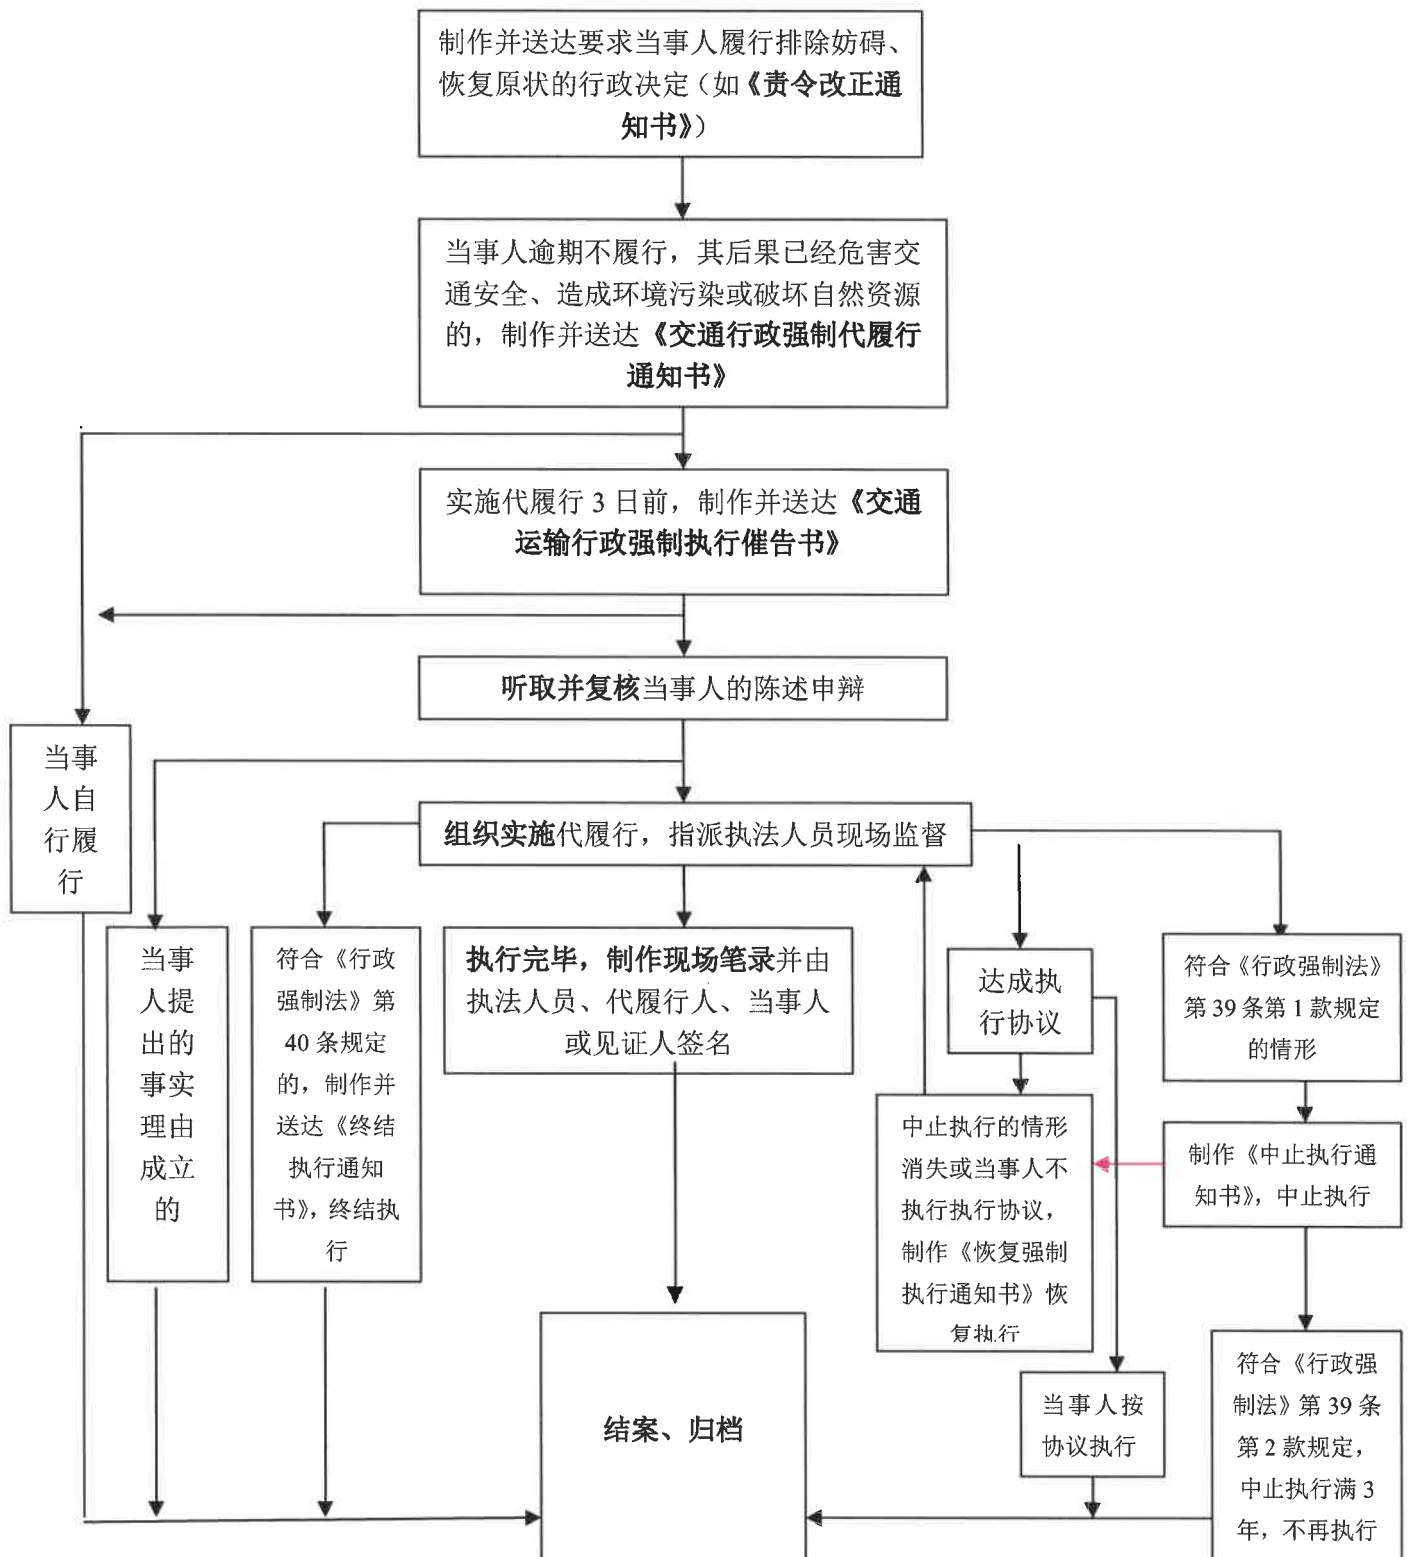 制作并送达要求当事人履行排除妨碍、
恢复原状的行政决定（如《责令改正通
知书》）
当事人逾期不履行，其后果已经危害交
通安全、造成环境污染或破坏自然资源
的，制作并送达《交通行政强制代履行
通知书》
实施代履行 3 日前，制作并送达《交通
运输行政强制执行催告书》
听取并复核当事人的陈述申辩
当事
人自
行履
行
组织实施代履行，指派执法人员现场监督
当事
人提
出的
事实
理由
成立
的
符合《行政
强制法》第
40 条规定
的，制作并
送达《终结
执行通知
书》，终结执
行
执行完毕，制作现场笔录并由
执法人员、代履行人、当事人
或见证人签名
达成执
行协议
符合《行政强制法》
第 39 条第 1 款规定
的情形
中止执行的情形
消失或当事人不
执行执行协议，
制作《恢复强制
执行通知书》恢
复执行
制作《中止执行通
知书》，中止执行
当事人按
协议执行
符合《行政强
制法》第 39 条
第 2 款规定，
中止执行满 3
年，不再执行
结案、归档